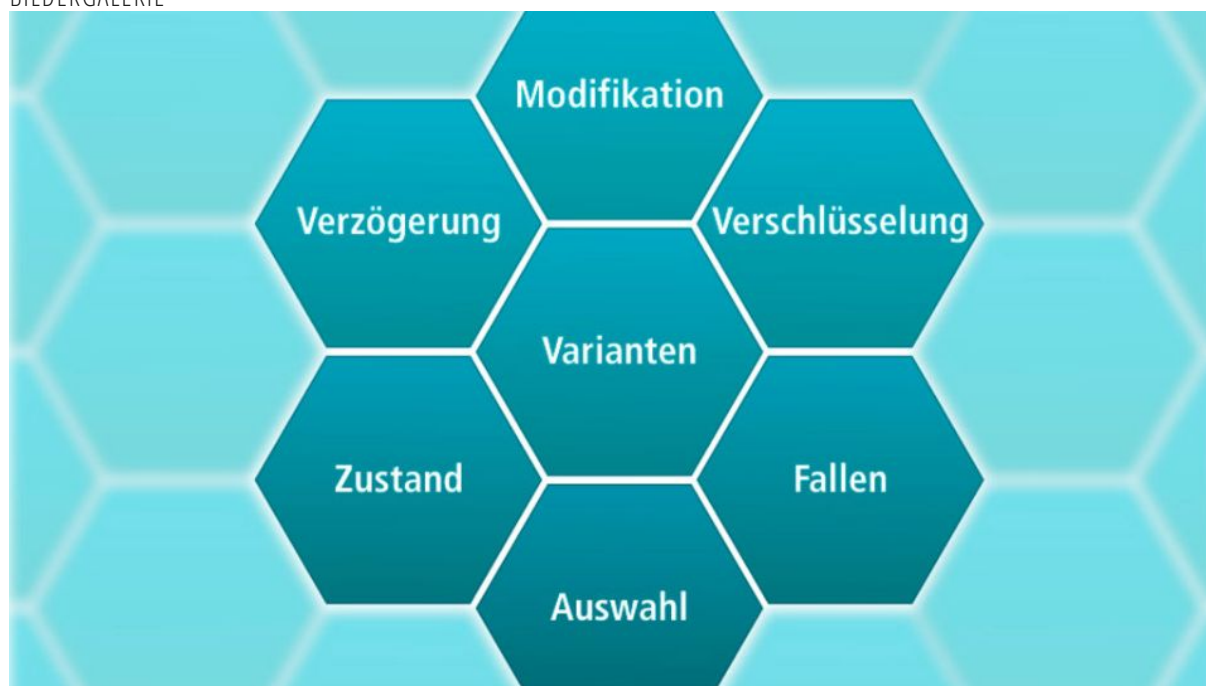 BILDERGALERIE
Modifikation
Verzögerung
Verschlüsselung
Varianten
Zustand
Fallen
Auswahl